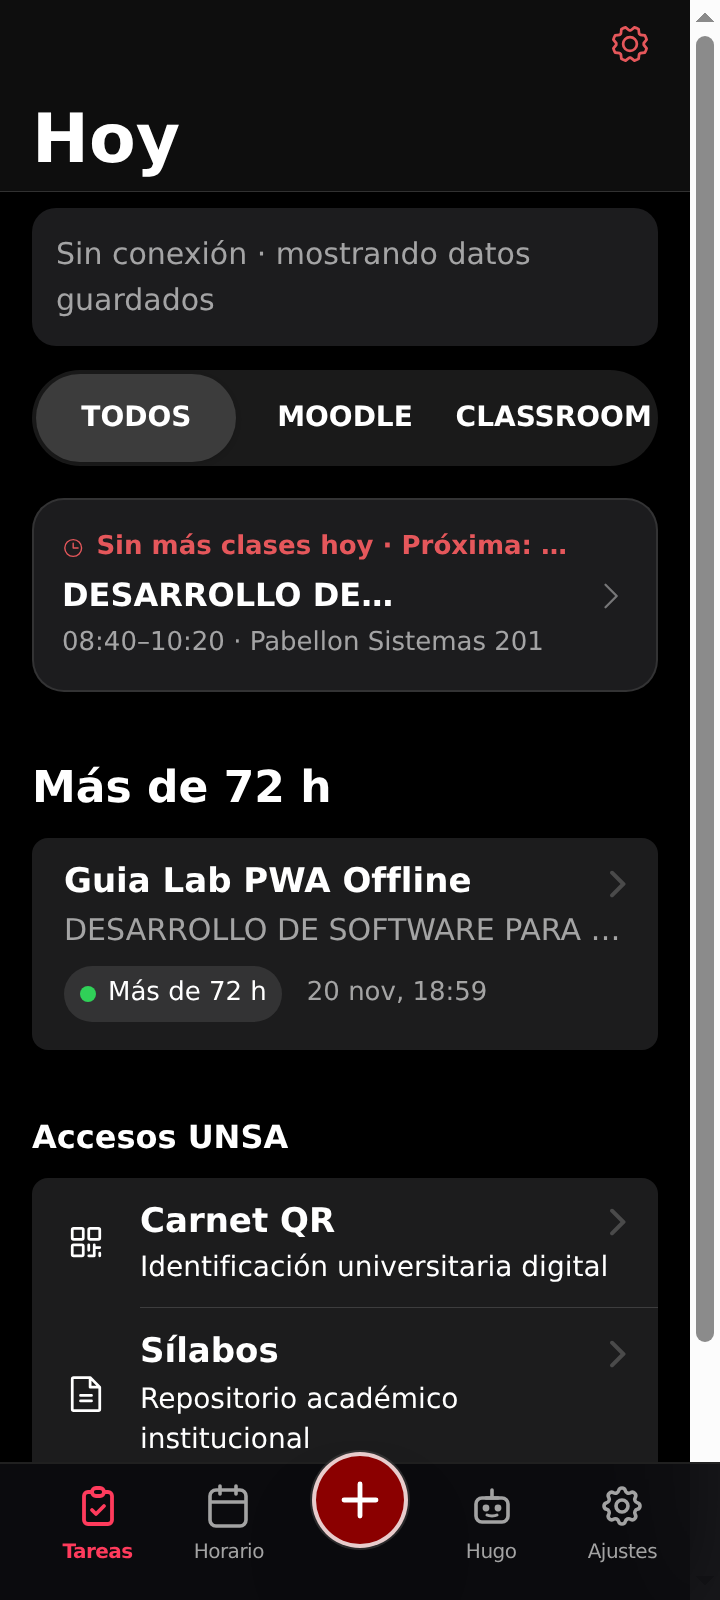 Hoy
Sin conexión · mostrando datos
guardados
TODOS MOODLE CLASSROOM
Sin más clases hoy · Próxima: ...
DESARROLLO DE...
08:40–10:20 · Pabellon Sistemas 201
Más de 72 h
Guia Lab PWA Offline
DESARROLLO DE SOFTWARE PARA ...
Más de 72 h 20 nov, 18:59
Accesos UNSA
Carnet QR
Identificación universitaria digital
Sílabos
Repositorio académico
institucional
Tareas Horario Hugo Ajustes